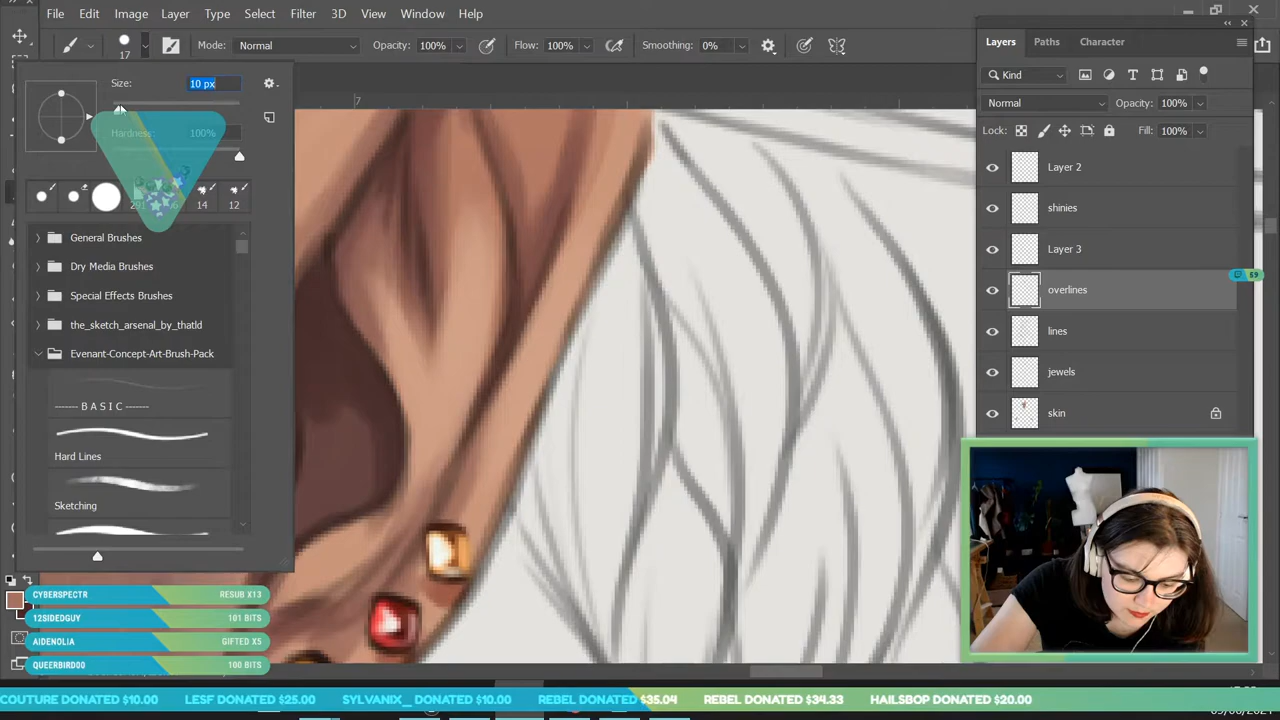 File Edit Image Layer Type Select Filter 3D View Window Help
17 Mode: Normal Opacity: 100% Flow: 100% Smoothing: 0%
Size: 10 px
Hardness: 100%
14 12
General Brushes
Dry Media Brushes
Special Effects Brushes
the_sketch_arsenal_by_thatld
Evenant-Concept-Art-Brush-Pack
------- B A S I C -------
Hard Lines
Sketching
7
Layers Paths Character
Kind
Normal Opacity: 100%
Lock: Fill: 100%
Layer 2
shinies
Layer 3
59
overlines
lines
jewels
skin
CYBERSPECTR RESUB X13
12SIDEDGUY 101 BITS
AIDENOLIA GIFTED X5
QUEERBIRD00 100 BITS
COUTURE DONATED $10.00 LESF DONATED $25.00 SYLVANIX_ DONATED $10.00 REBEL DONATED $35.04 REBEL DONATED $34.33 HAILSBOP DONATED $20.00